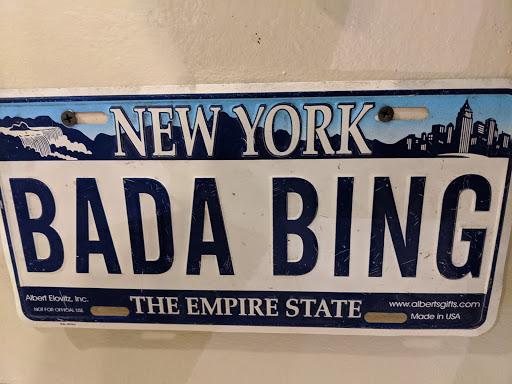 NEW YORK
BADA BING
Albert Elovitz, Inc.
NOT FOR OFFICIAL USE
THE EMPIRE STATE
www.albertsgifts.com
Made in USA